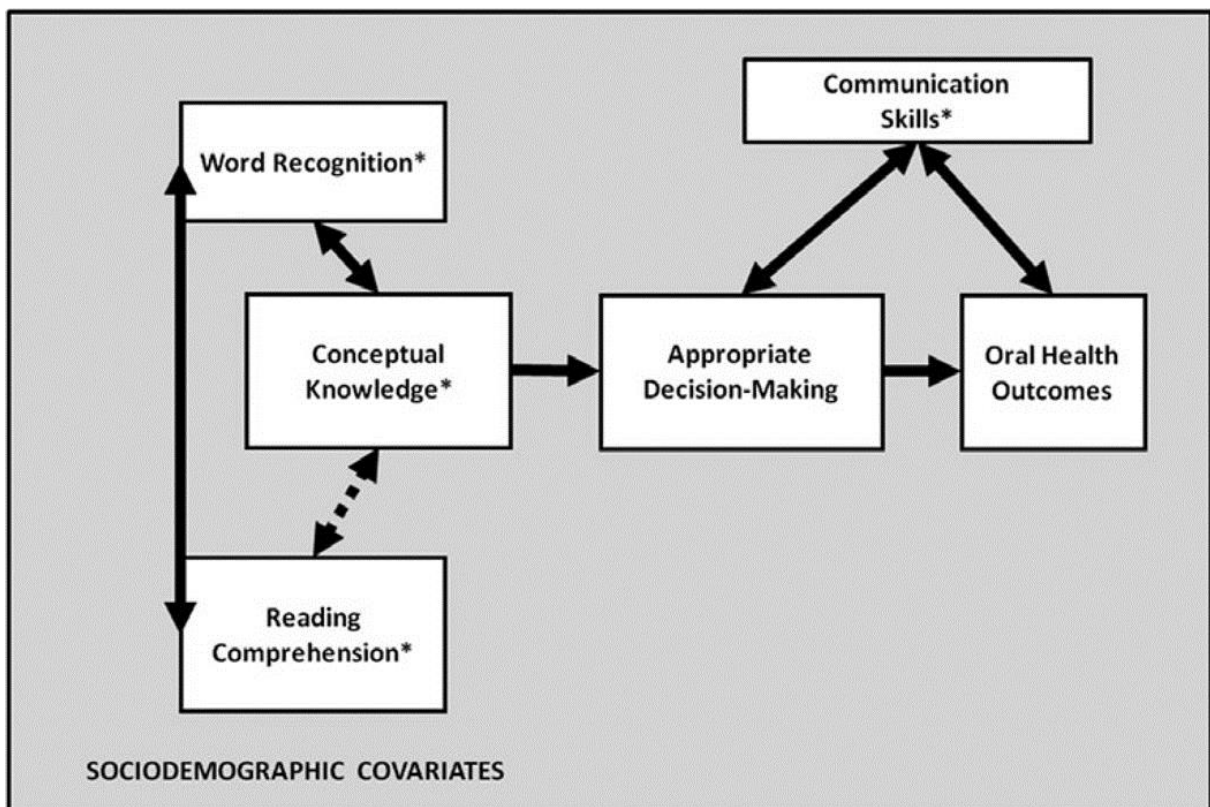 Communication
Skills*
Word Recognition*
Conceptual
Knowledge*
Appropriate
Decision-Making
Oral Health
Outcomes
Reading
Comprehension*
SOCIODEMOGRAPHIC COVARIATES